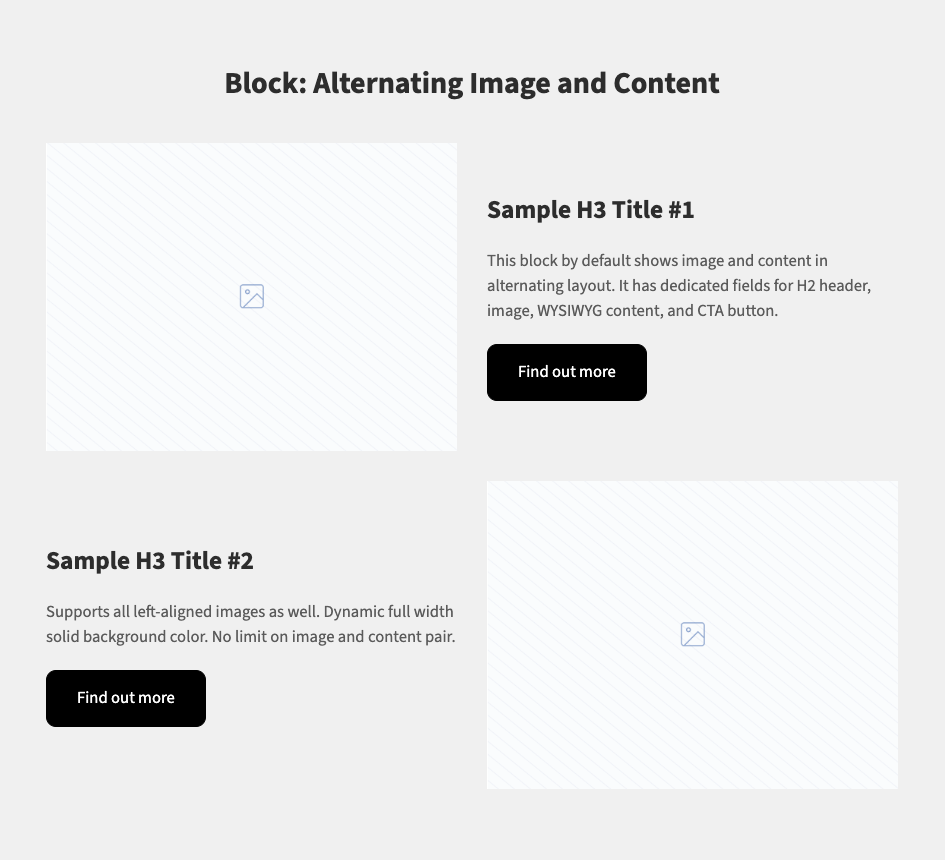 Block: Alternating Image and Content
Sample H3 Title #1
This block by default shows image and content in
alternating layout. It has dedicated fields for H2 header,
image, WYSIWYG content, and CTA button.
Find out more
Sample H3 Title #2
Supports all left-aligned images as well. Dynamic full width
solid background color. No limit on image and content pair.
Find out more